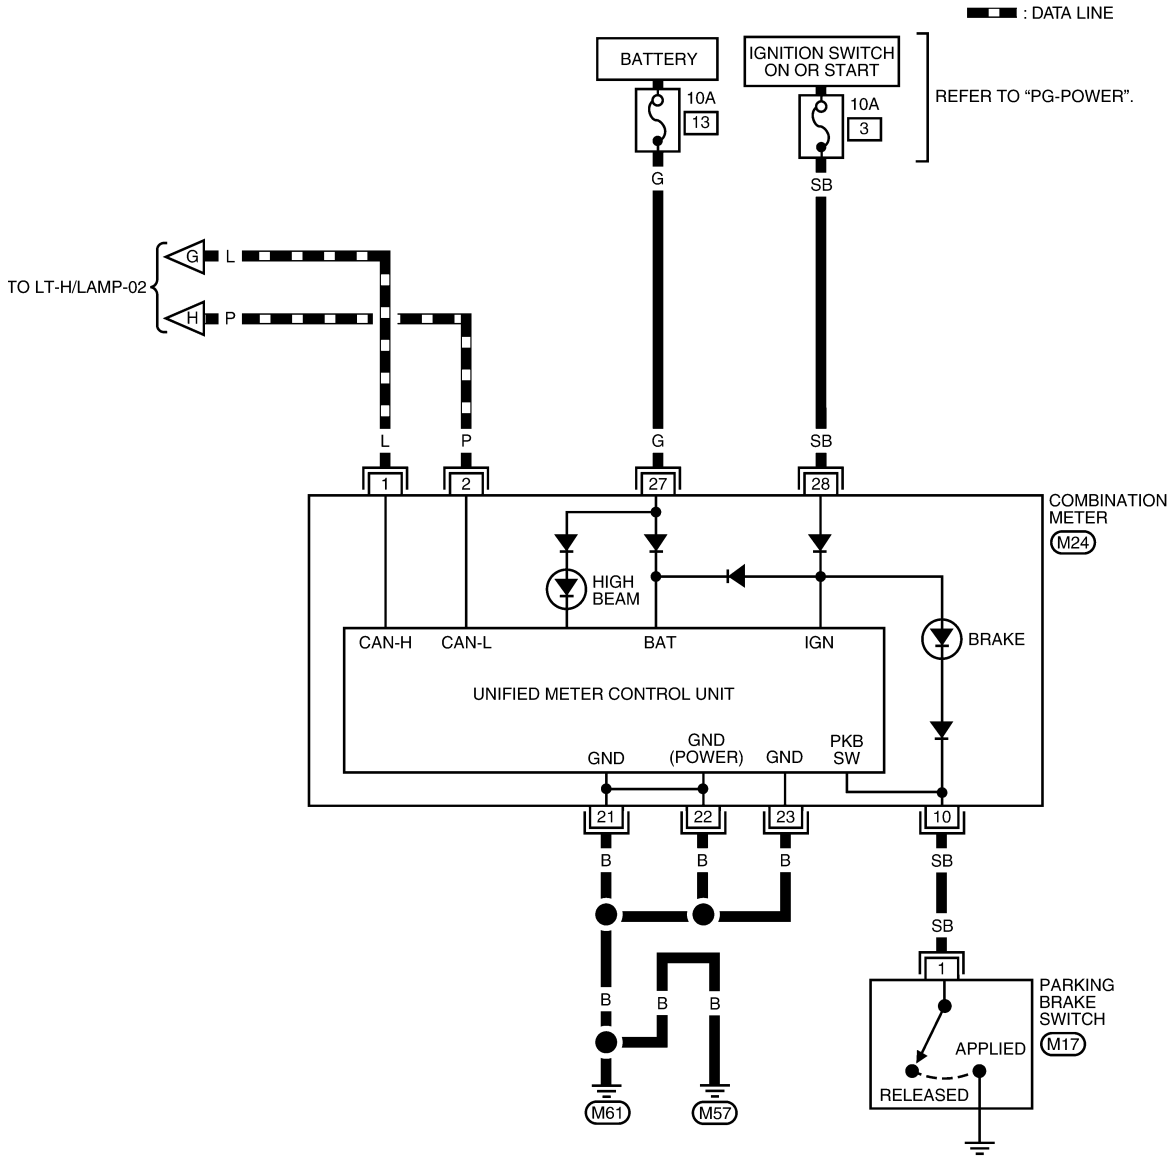 : DATA LINE
BATTERY
IGNITION SWITCH
ON OR START
REFER TO “PG-POWER”.
10A
13
10A
3
G
SB
TO LT-H/LAMP-02
G
L
H
P
L
P
G
SB
1
2
27
28
COMBINATION
METER
M24
HIGH
BEAM
BRAKE
CAN-H
CAN-L
BAT
IGN
UNIFIED METER CONTROL UNIT
GND
GND
(POWER)
GND
PKB
SW
21
22
23
10
B
B
B
SB
SB
1
PARKING
BRAKE
SWITCH
M17
B
B
B
APPLIED
RELEASED
M61
M57